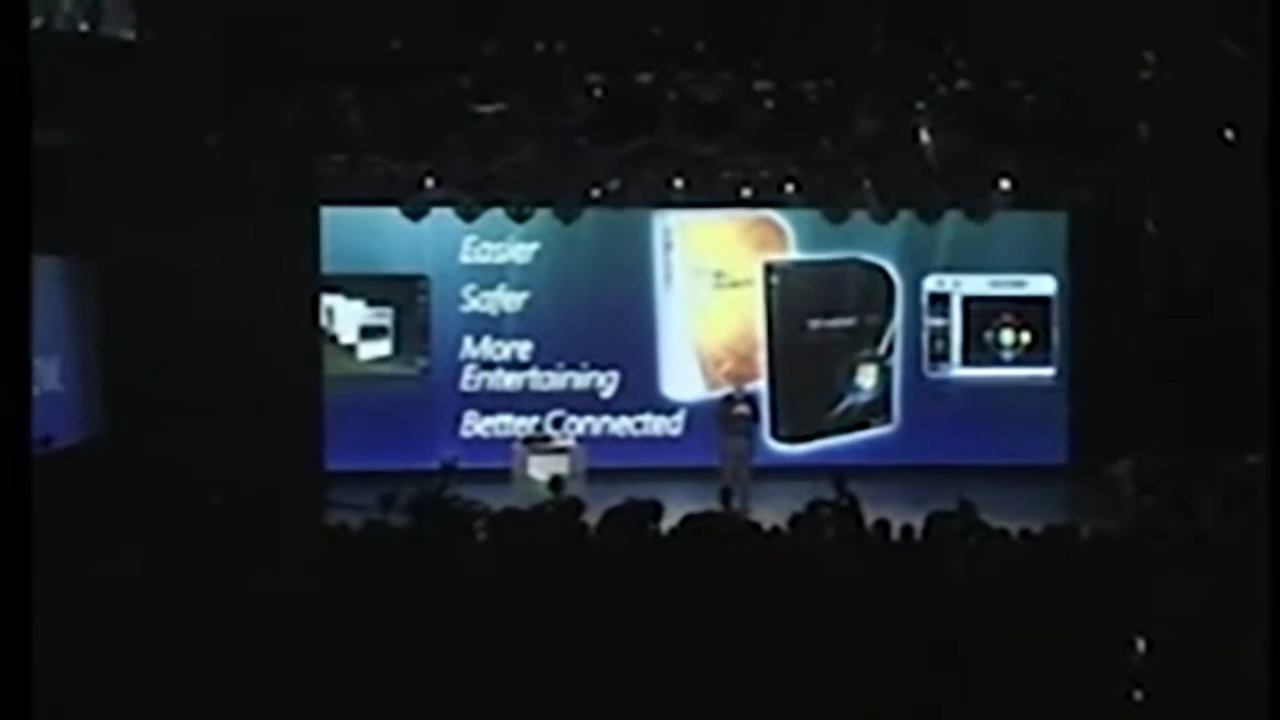 Easier
Safer
More
Entertaining
Better Connected